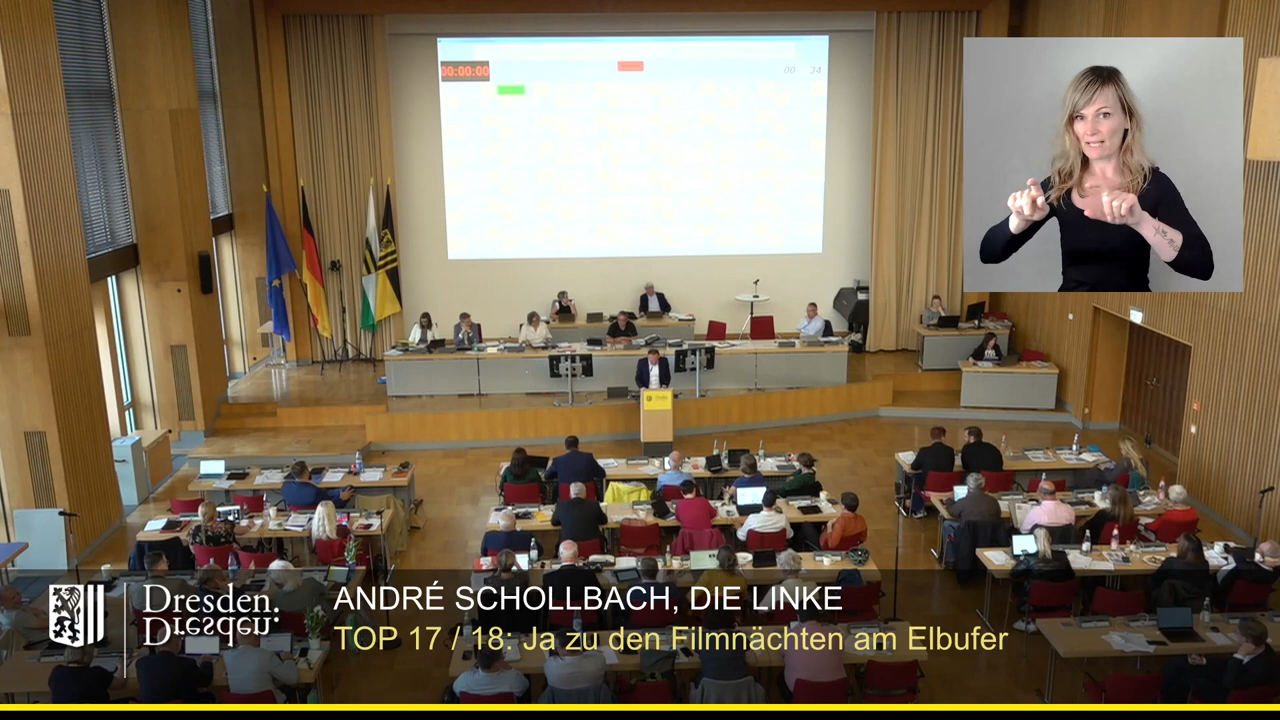 00:00:00
00 34
Dresden.
Dresden.
ANDRÉ SCHOLLBACH, DIE LINKE
TOP 17 / 18: Ja zu den Filmnächten am Elbufer